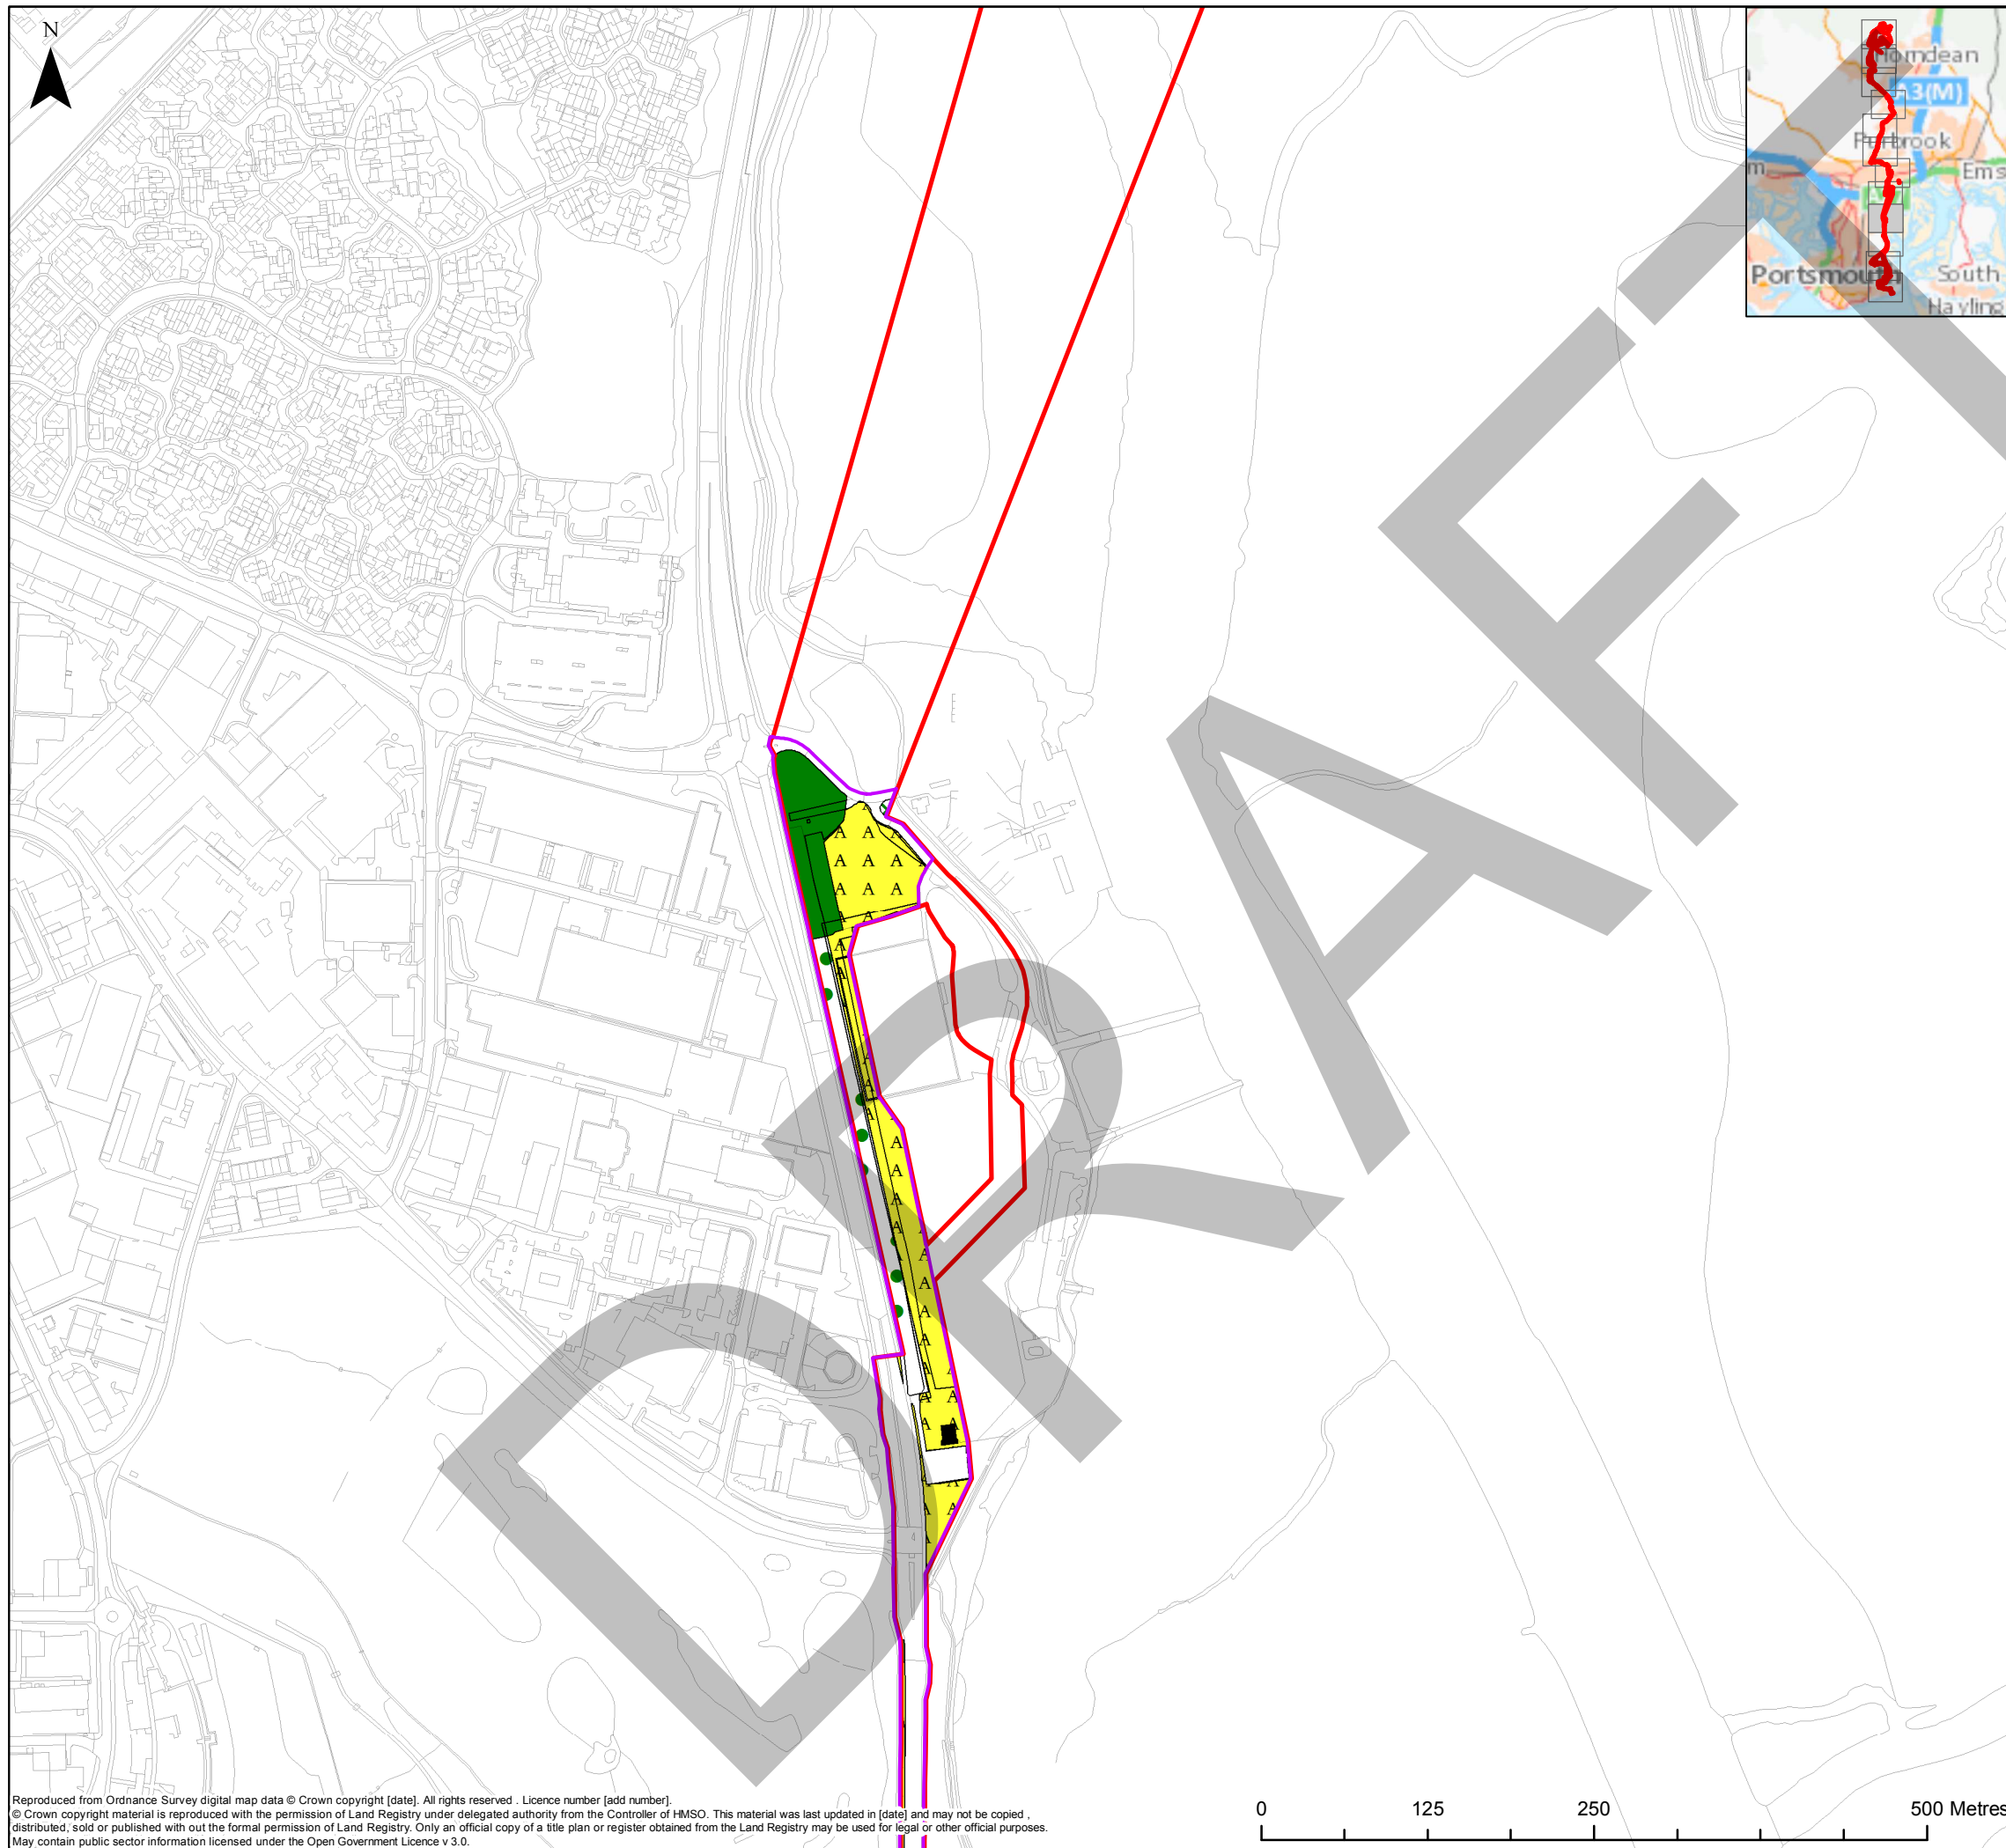 N
Horndean
A3(M)
Purbrook
Ems
Portsmouth
South
Hayling
DRAFT
A A A
A A A
A A A
4
0 125 250 500 Metres
Reproduced from Ordnance Survey digital map data © Crown copyright [date]. All rights reserved . Licence number [add number].
© Crown copyright material is reproduced with the permission of Land Registry under delegated authority from the Controller of HMSO. This material was last updated in [date] and may not be copied ,
distributed, sold or published with out the formal permission of Land Registry. Only an official copy of a title plan or register obtained from the Land Registry may be used for legal or other official purposes.
May contain public sector information licensed under the Open Government Licence v 3.0.